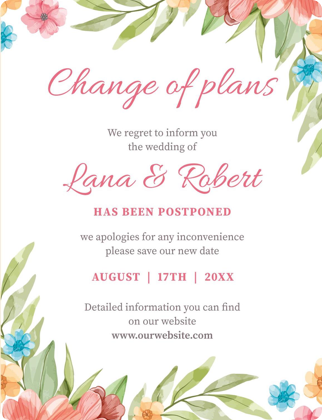 Change of plans
We regret to inform you
the wedding of
Lana & Robert
HAS BEEN POSTPONED
we apologies for any inconvenience
please save our new date
AUGUST | 17TH | 20XX
Detailed information you can find
on our website
www.ourwebsite.com